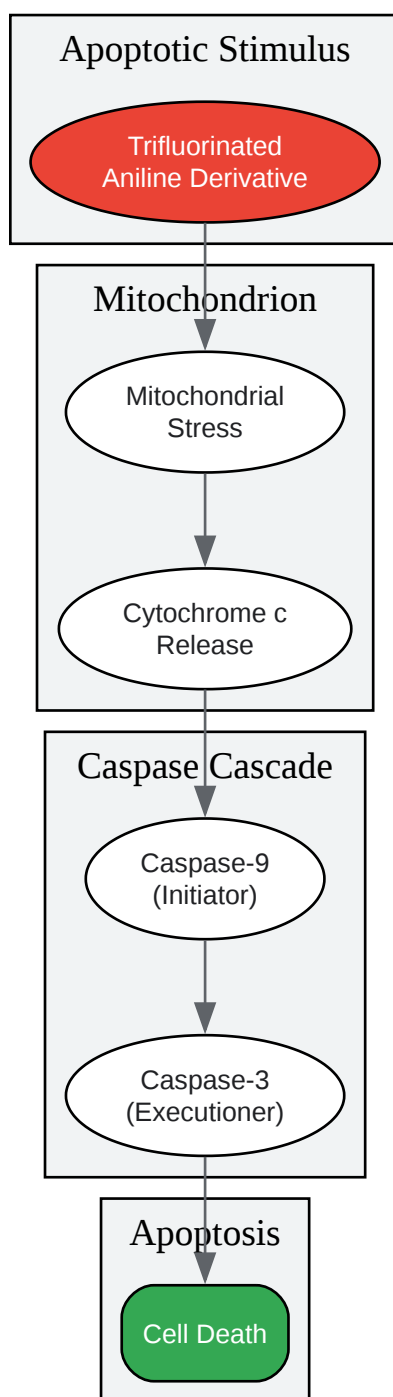 Apoptotic Stimulus
Trifluorinated
Aniline Derivative
Mitochondrion
Mitochondrial
Stress
Cytochrome c
Release
Caspase Cascade
Caspase-9
(Initiator)
Caspase-3
(Executioner)
Apoptosis
Cell Death